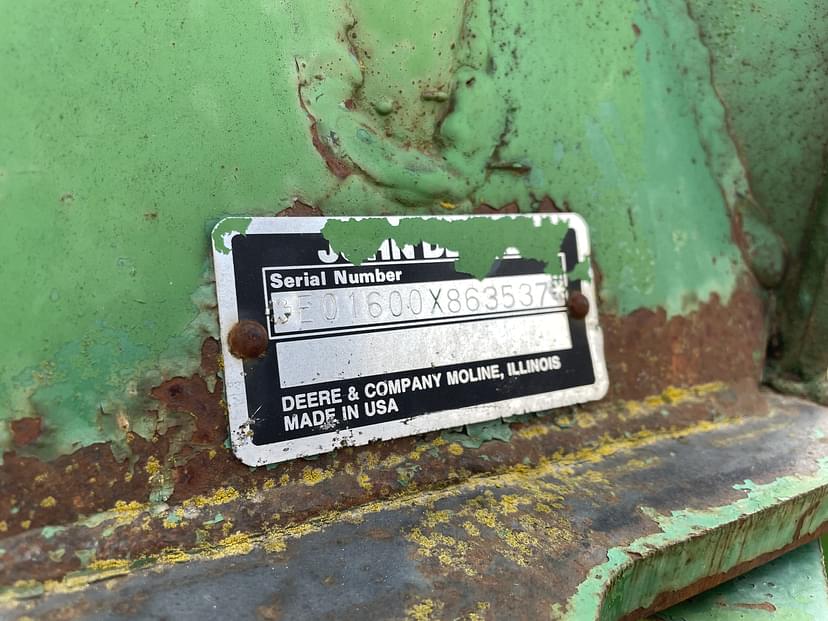 Serial Number
E01600X863537
DEERE & COMPANY MOLINE, ILLINOIS
MADE IN USA